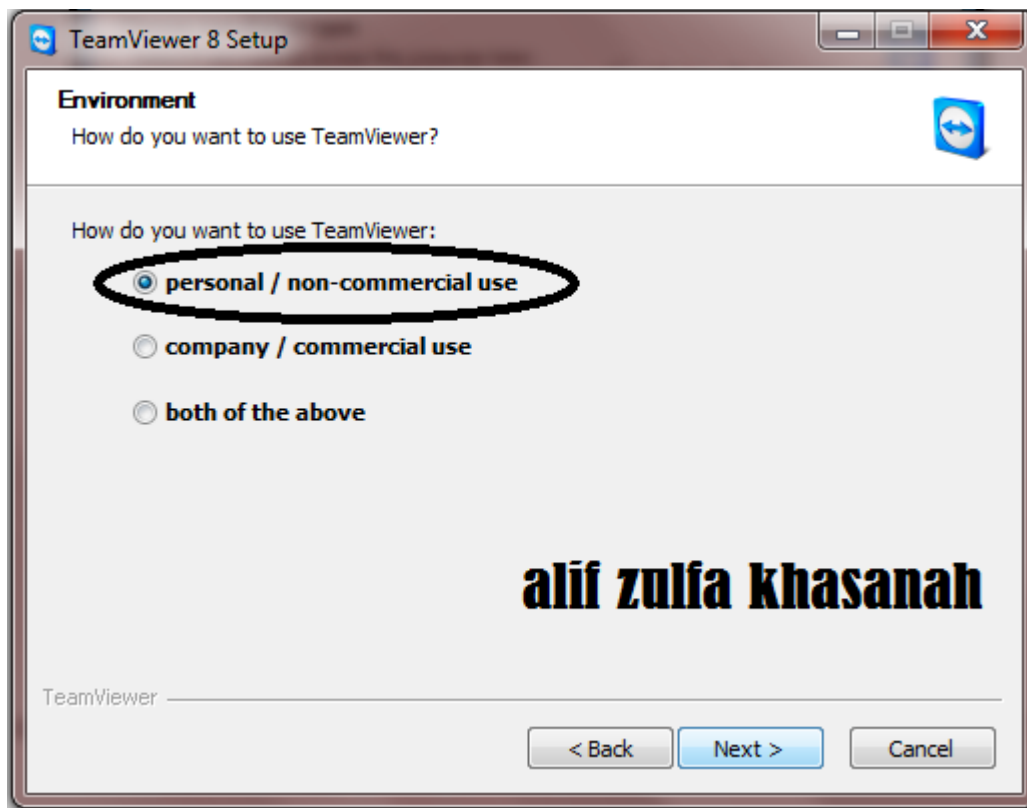 TeamViewer 8 Setup
Environment
How do you want to use TeamViewer?
How do you want to use TeamViewer:
personal / non-commercial use
company / commercial use
both of the above
alif zulfa khasanah
TeamViewer
< Back Next > Cancel